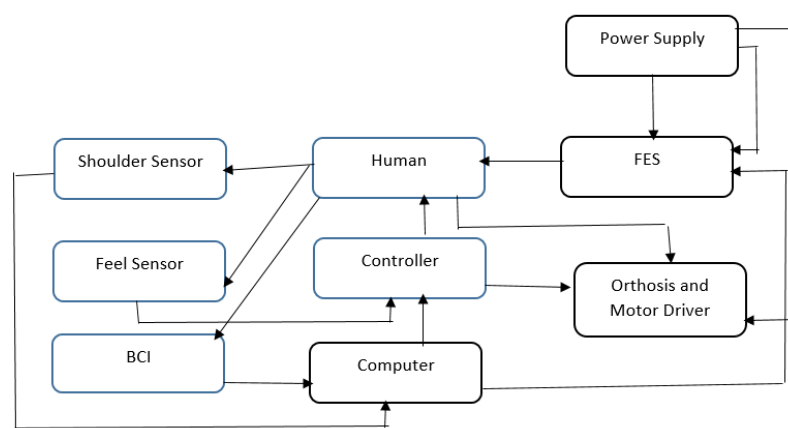 Power Supply
Shoulder Sensor
Human
FES
Feel Sensor
Controller
Orthosis and
Motor Driver
BCI
Computer